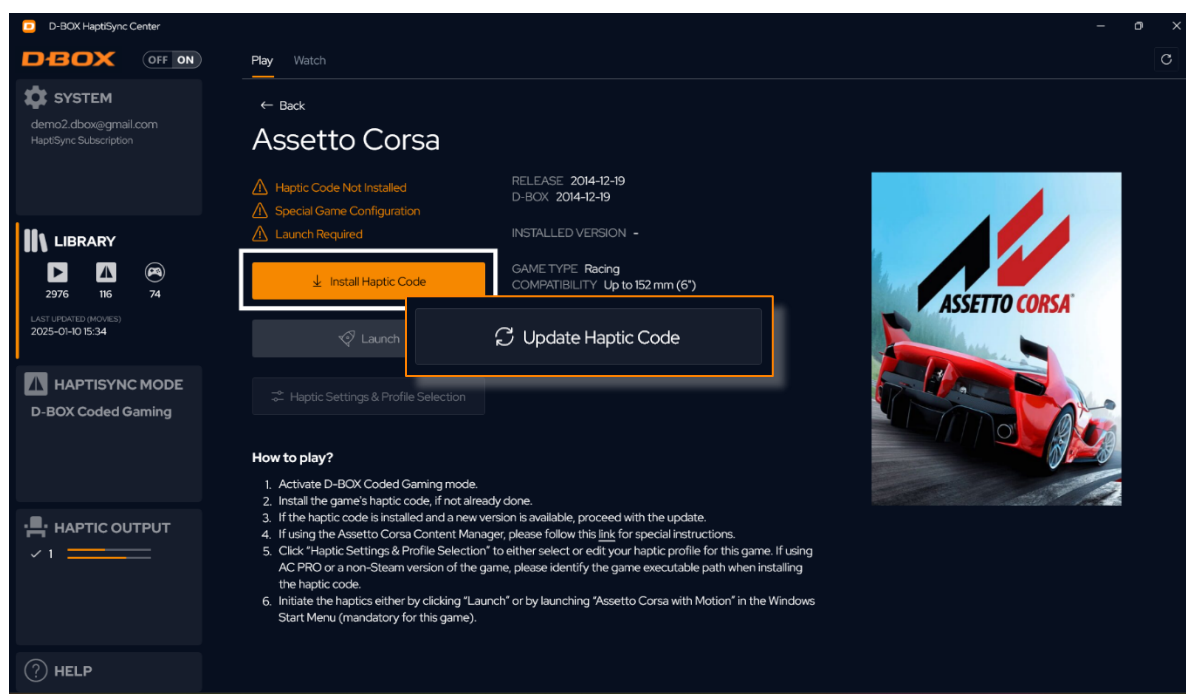 D-BOX HaptiSync Center
D-BOX
OFF ON
Play Watch
SYSTEM
demo2.dbox@gmail.com
HaptiSync Subscription
← Back
Assetto Corsa
Haptic Code Not Installed
Special Game Configuration
Launch Required
RELEASE 2014-12-19
D-BOX 2014-12-19
INSTALLED VERSION -
GAME TYPE Racing
COMPATIBILITY Up to 152 mm (6")
Install Haptic Code
Update Haptic Code
Launch
Haptic Settings & Profile Selection
ASSETTO CORSA
LIBRARY
2976 116 74
LAST UPDATED (MOVIES)
2025-01-10 15:34
HAPTISYNC MODE
D-BOX Coded Gaming
HAPTIC OUTPUT
✓ 1
HELP
How to play?
1. Activate D-BOX Coded Gaming mode.
2. Install the game's haptic code, if not already done.
3. If the haptic code is installed and a new version is available, proceed with the update.
4. If using the Assetto Corsa Content Manager, please follow this link for special instructions.
5. Click "Haptic Settings & Profile Selection" to either select or edit your haptic profile for this game. If using
AC PRO or a non-Steam version of the game, please identify the game executable path when installing
the haptic code.
6. Initiate the haptics either by clicking "Launch" or by launching "Assetto Corsa with Motion" in the Windows
Start Menu (mandatory for this game).